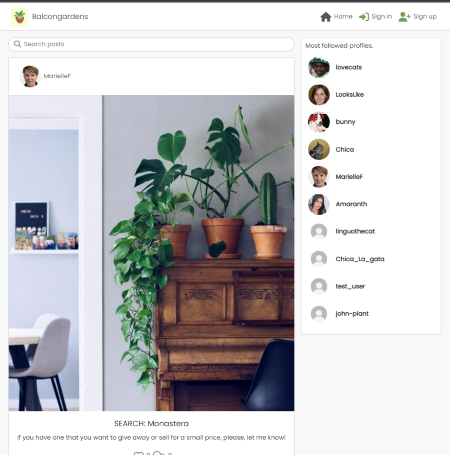 Balcongardens
Home
Sign in
Sign up
Search posts
MarielleF
SEARCH: Monastera
If you have one that you want to give away or sell for a small price, please, let me know!
Most followed profiles.
lovecats
LooksLike
bunny
Chica
MarielleF
Amaranth
linguothecat
Chica_La_gata
test_user
john-plant